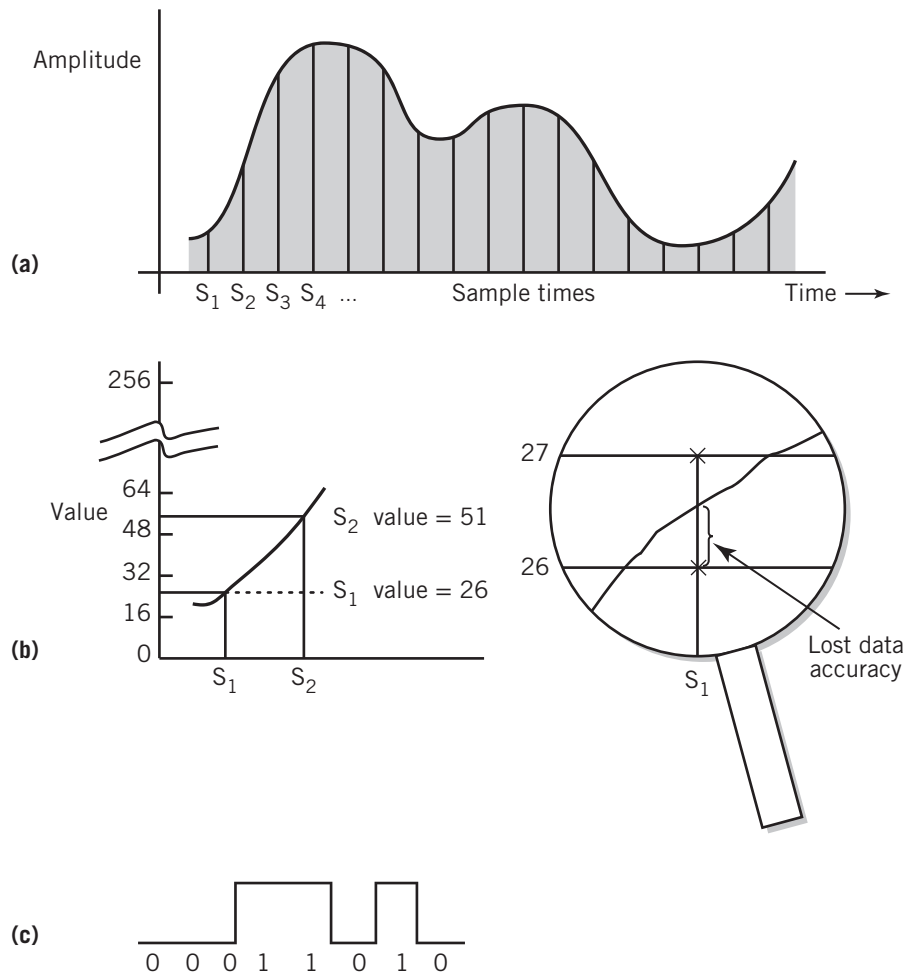 Amplitude
(a)
S1 S2 S3 S4 ... Sample times Time
256
64
Value
48
32
16
0
S2 value = 51
S1 value = 26
(b)
S1 S2
27
26
Lost data
accuracy
S1
(c)
0 0 0 1 1 0 1 0